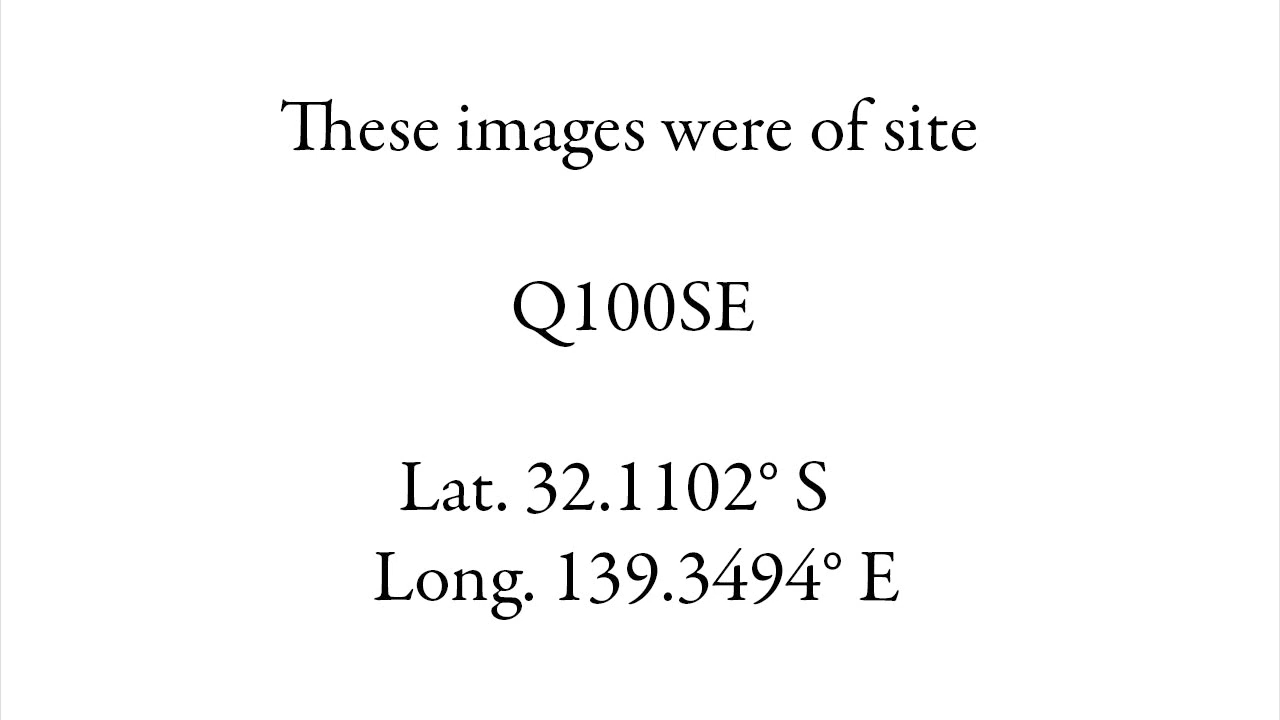 These images were of site
Q100SE
Lat. 32.1102° S
Long. 139.3494° E